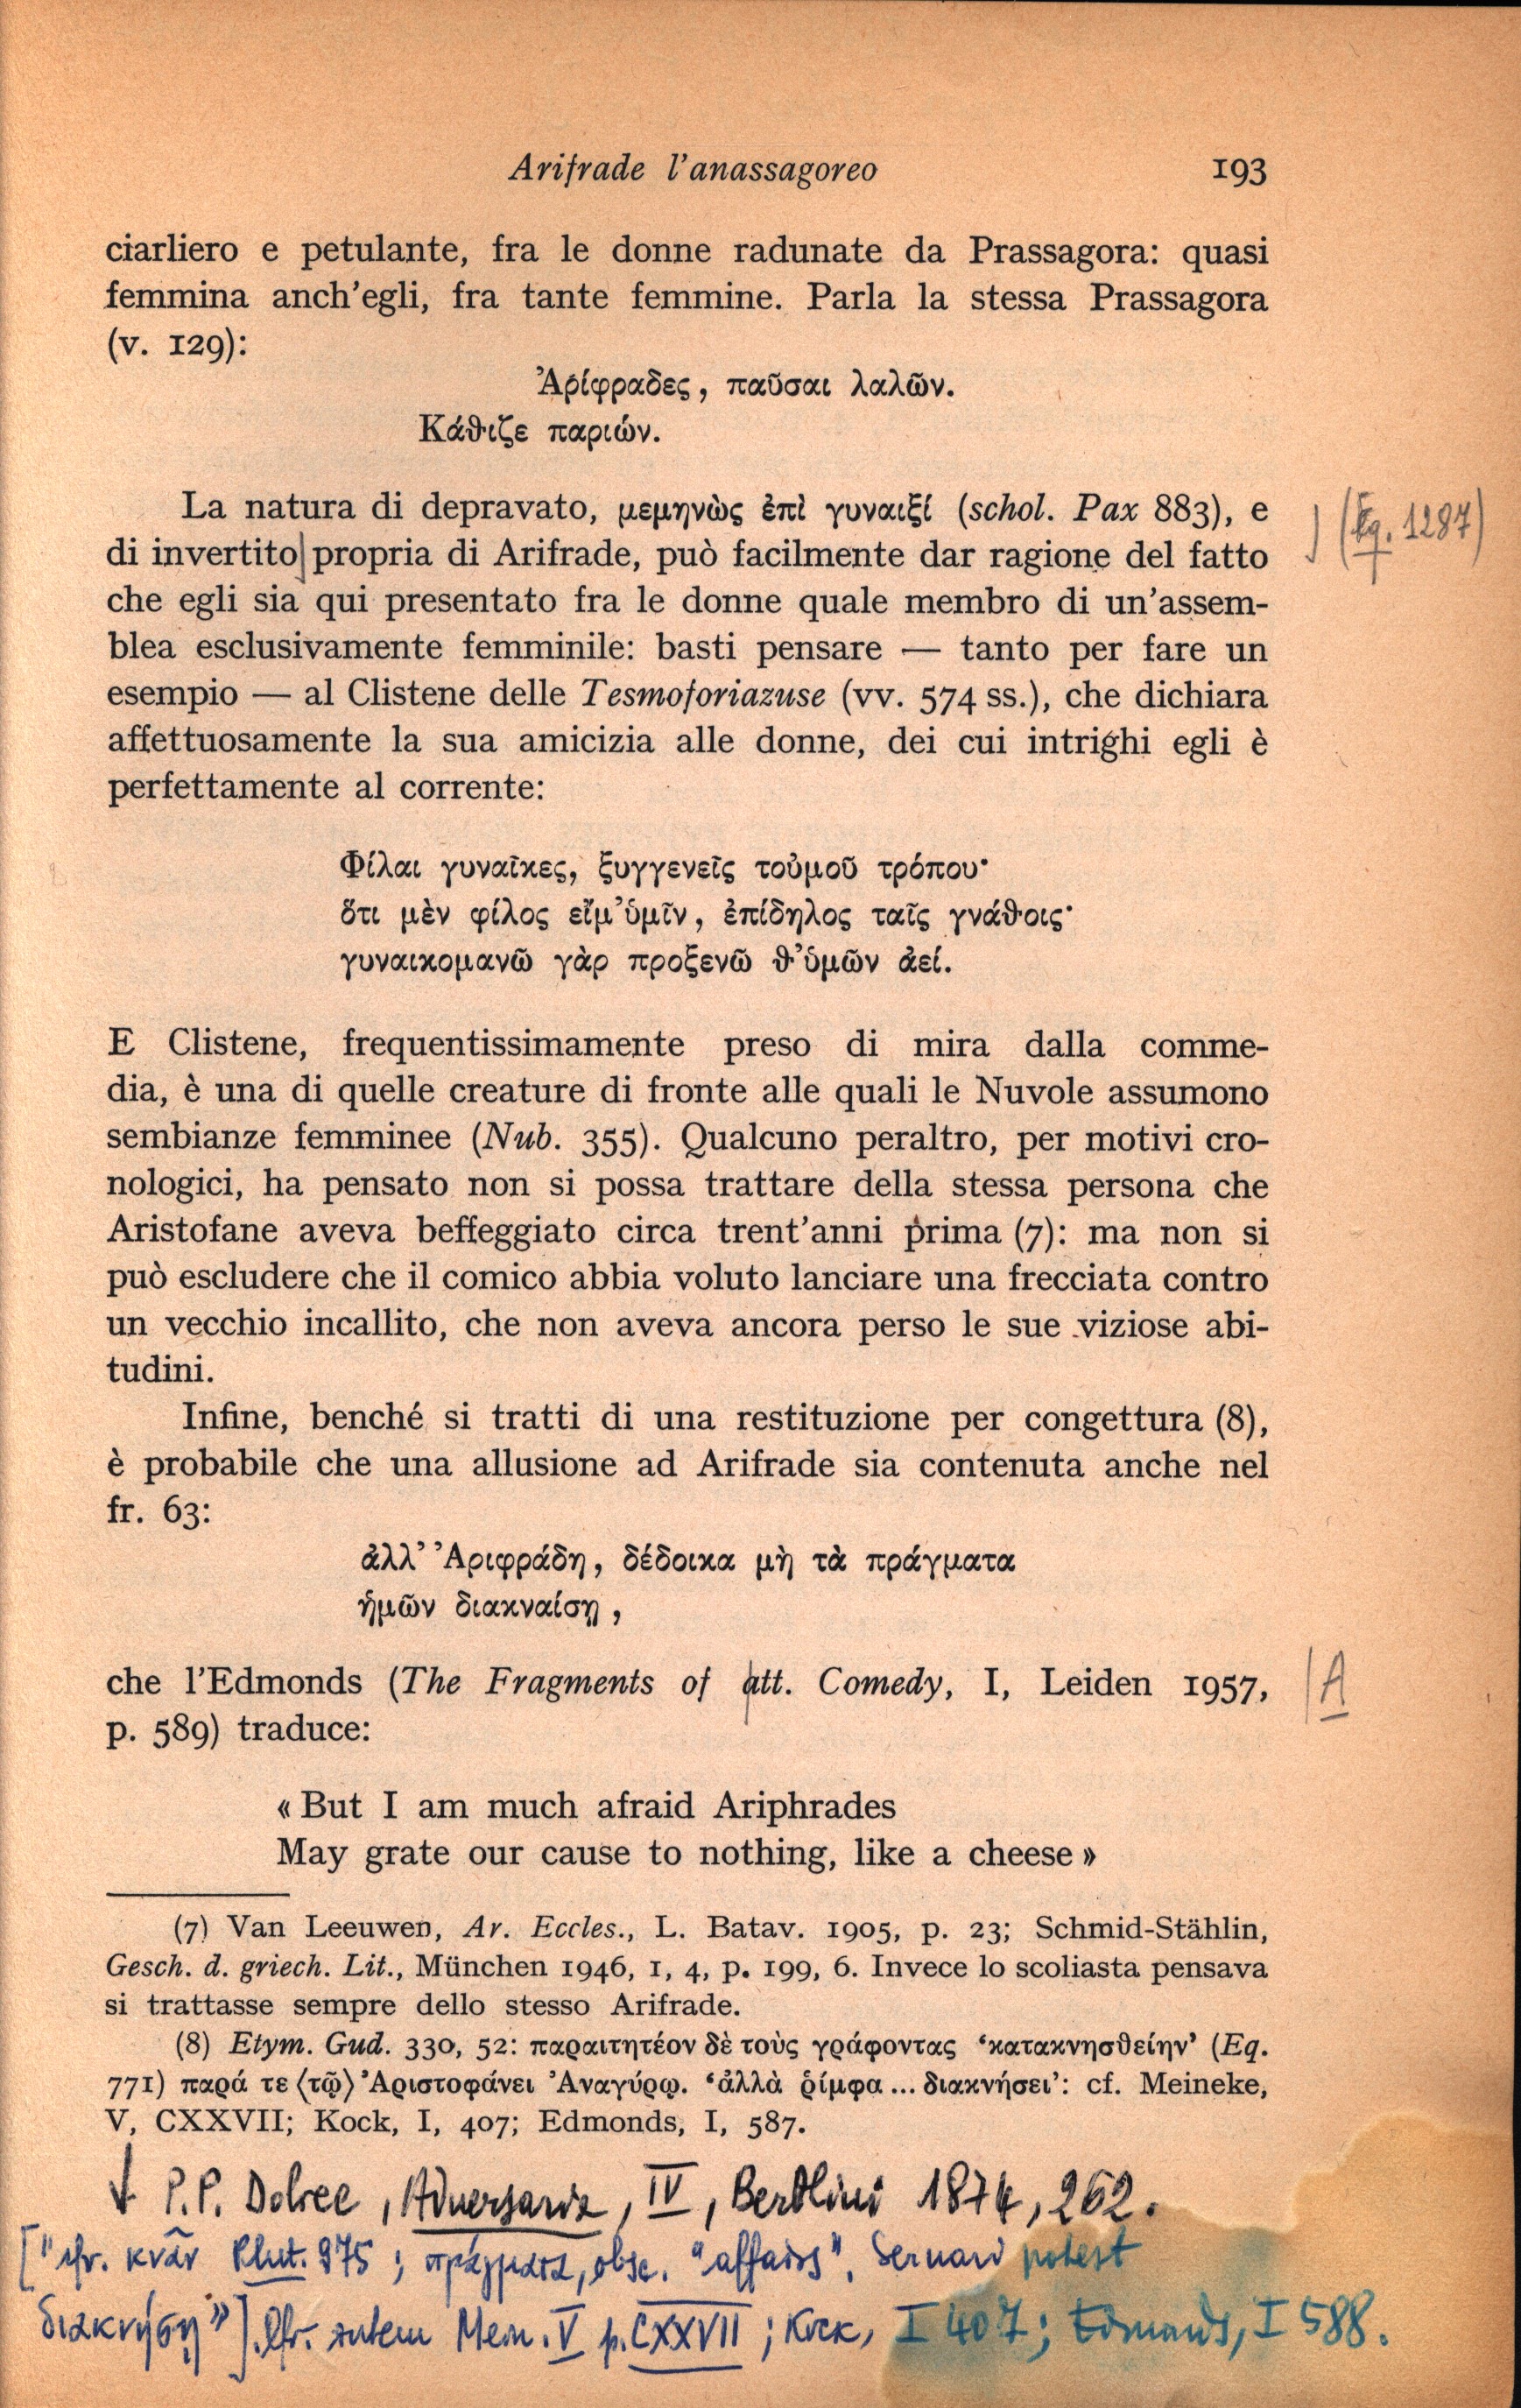 Arifrade l'anassagoreo 193
ciarliero e petulante, fra le donne radunate da Prassagora: quasi
femmina anch'egli, fra tante femmine. Parla la stessa Prassagora
(v. 129):
Ἀρίφραδες, παῦσαι λαλῶν.
Κάθιζε παριών.
La natura di depravato, μεμηνὼς ἐπὶ γυναιξί (schol. Pax 883), e
di invertito propria di Arifrade, può facilmente dar ragione del fatto
] (Eq. 1287)
che egli sia qui presentato fra le donne quale membro di un'assem-
blea esclusivamente femminile: basti pensare — tanto per fare un
esempio — al Clistene delle Tesmoforiazuse (vv. 574 ss.), che dichiara
affettuosamente la sua amicizia alle donne, dei cui intrighi egli è
perfettamente al corrente:
Φίλαι γυναῖκες, ξυγγενεῖς τοὐμοῦ τρόπου·
ὅτι μὲν φίλος εἴμ' ὑμῖν, ἐπίδηλος ταῖς γνάθοις·
γυναικομανῶ γὰρ προξενῶ θ' ὑμῶν ἀεί.
E Clistene, frequentissimamente preso di mira dalla comme-
dia, è una di quelle creature di fronte alle quali le Nuvole assumono
sembianze femminee (Nub. 355). Qualcuno peraltro, per motivi cro-
nologici, ha pensato non si possa trattare della stessa persona che
Aristofane aveva beffeggiato circa trent'anni prima (7): ma non si
può escludere che il comico abbia voluto lanciare una frecciata contro
un vecchio incallito, che non aveva ancora perso le sue viziose abi-
tudini.
Infine, benché si tratti di una restituzione per congettura (8),
è probabile che una allusione ad Arifrade sia contenuta anche nel
fr. 63:
ἀλλ' Ἀριφράδη, δέδοικα μὴ τὰ πράγματα
ἡμῶν διακναίσῃ,
che l'Edmonds (The Fragments of att. Comedy, I, Leiden 1957,
| A
p. 589) traduce:
« But I am much afraid Ariphrades
May grate our cause to nothing, like a cheese »
(7) Van Leeuwen, Ar. Eccles., L. Batav. 1905, p. 23; Schmid-Stählin,
Gesch. d. griech. Lit., München 1946, 1, 4, p. 199, 6. Invece lo scoliasta pensava
si trattasse sempre dello stesso Arifrade.
(8) Etym. Gud. 330, 52: παραιτητέον δὲ τοὺς γράφοντας 'κατακνησθείην' (Eq.
771) παρά τε ⟨τῷ⟩ Ἀριστοφάνει Ἀναγύρῳ. 'ἀλλὰ ῥίμφα ... διακνήσει': cf. Meineke,
V, CXXVII; Kock, I, 407; Edmonds, I, 587.
P.P. Dobree, Adversaria, IV, Berolini 1874, 262.
["cfr. κνᾶν Plut. 975; πράγματα, obsc. "affairs". Servari potest
διακνήσῃ"]. Cfr. autem Mein. V p. CXXVII; Kock, I 407; Edmonds, I 588.